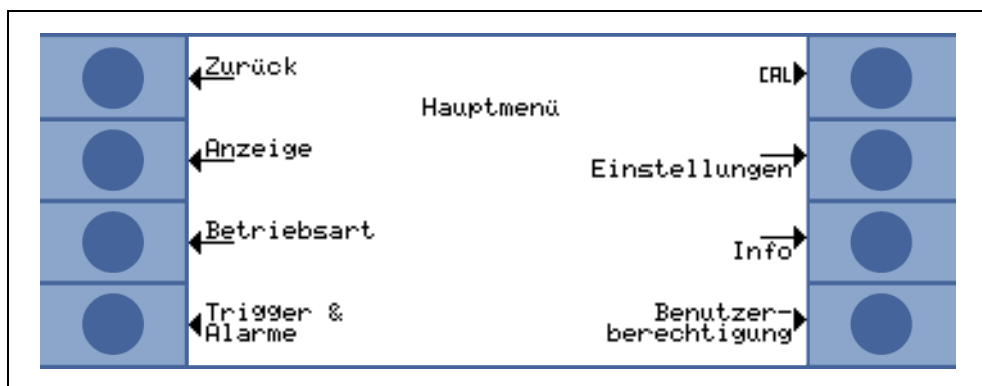 Zurück
CAL
Hauptmenü
Anzeige
Einstellungen
Betriebsart
Info
Trigger &
Alarme
Benutzer-
berechtigung